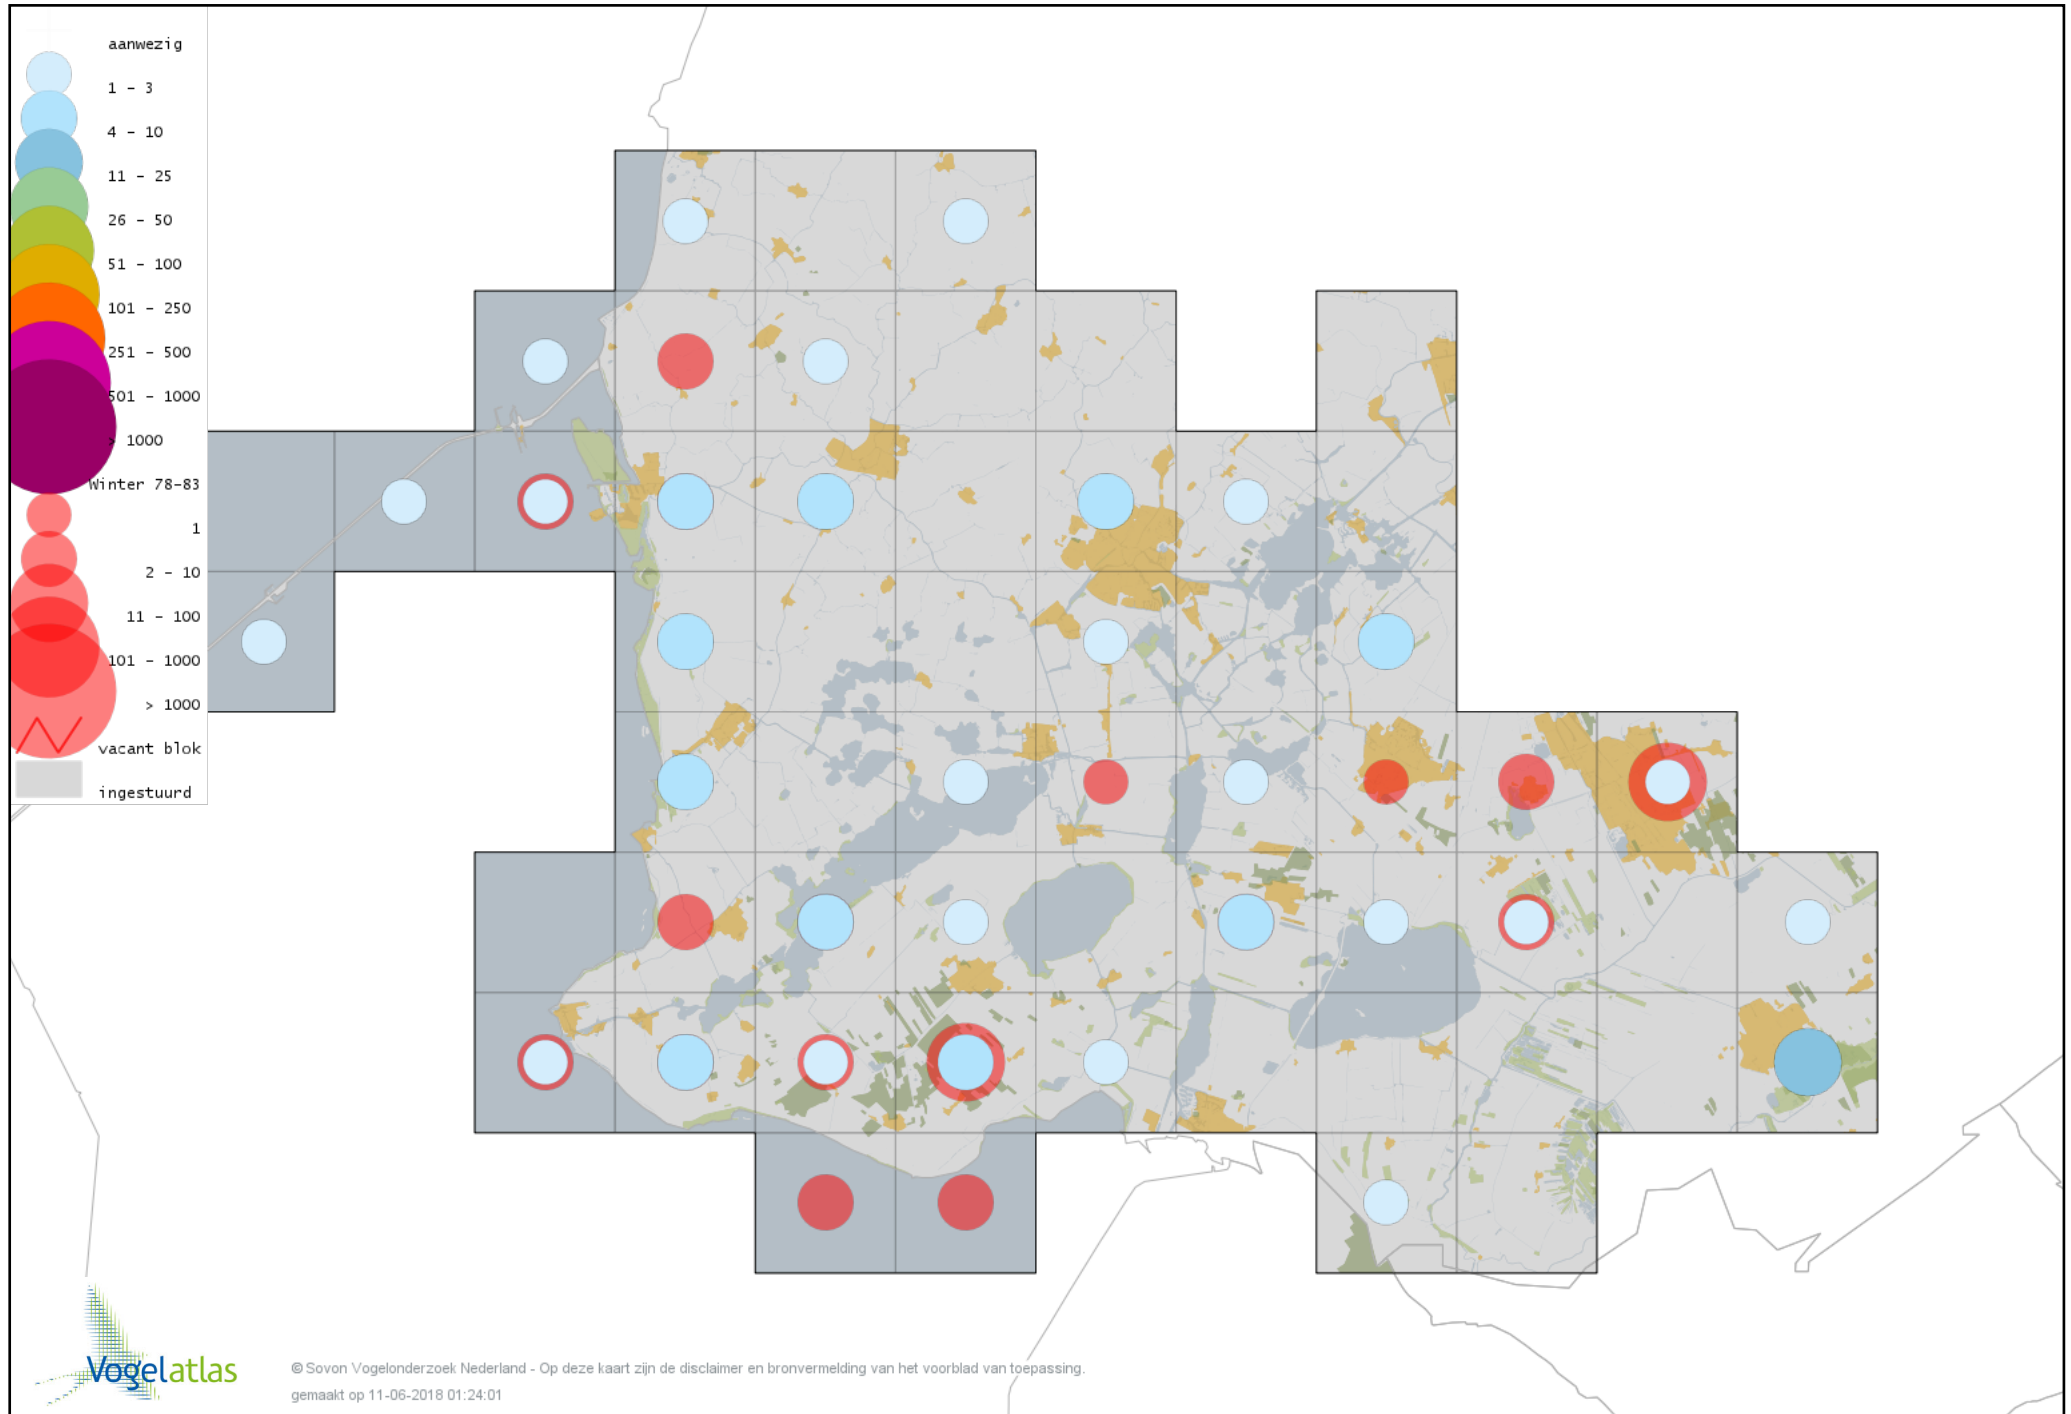 aanwezig
1 - 3
4 - 10
11 - 25
26 - 50
51 - 100
101 - 250
251 - 500
501 - 1000
> 1000
Winter 78-83
1
2 - 10
11 - 100
101 - 1000
> 1000
vacant blok
ingestuurd
Vogelatlas
© Sovon Vogelonderzoek Nederland - Op deze kaart zijn de disclaimer en bronvermelding van het voorblad van toepassing.
gemaakt op 11-06-2018 01:24:01